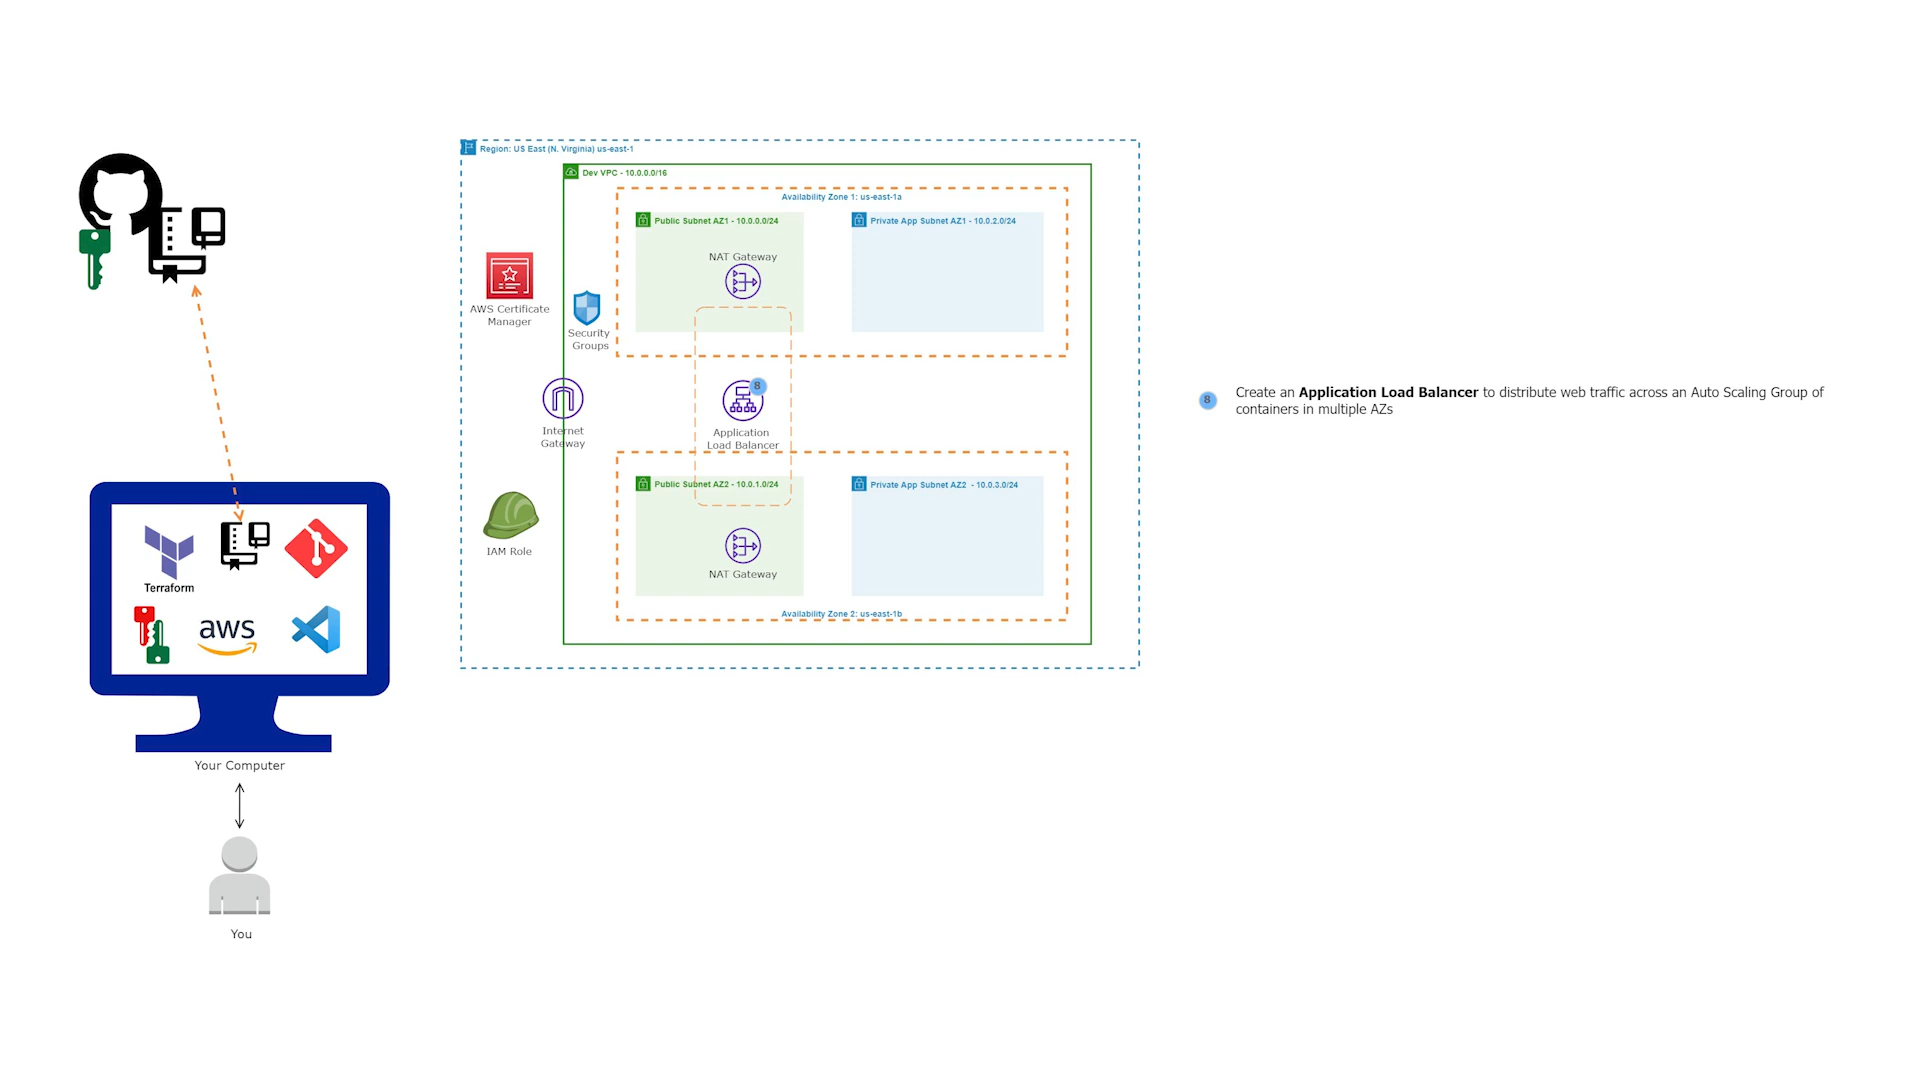 Region: US East (N. Virginia) us-east-1
Dev VPC - 10.0.0.0/16
Availability Zone 1: us-east-1a
Public Subnet AZ1 - 10.0.0.0/24
Private App Subnet AZ1 - 10.0.2.0/24
NAT Gateway
AWS Certificate
Manager
Security
Groups
Internet
Gateway
8
Application
Load Balancer
8
Create an Application Load Balancer to distribute web traffic across an Auto Scaling Group of
containers in multiple AZs
Public Subnet AZ2 - 10.0.1.0/24
Private App Subnet AZ2 - 10.0.3.0/24
IAM Role
NAT Gateway
Availability Zone 2: us-east-1b
Terraform
aws
Your Computer
You